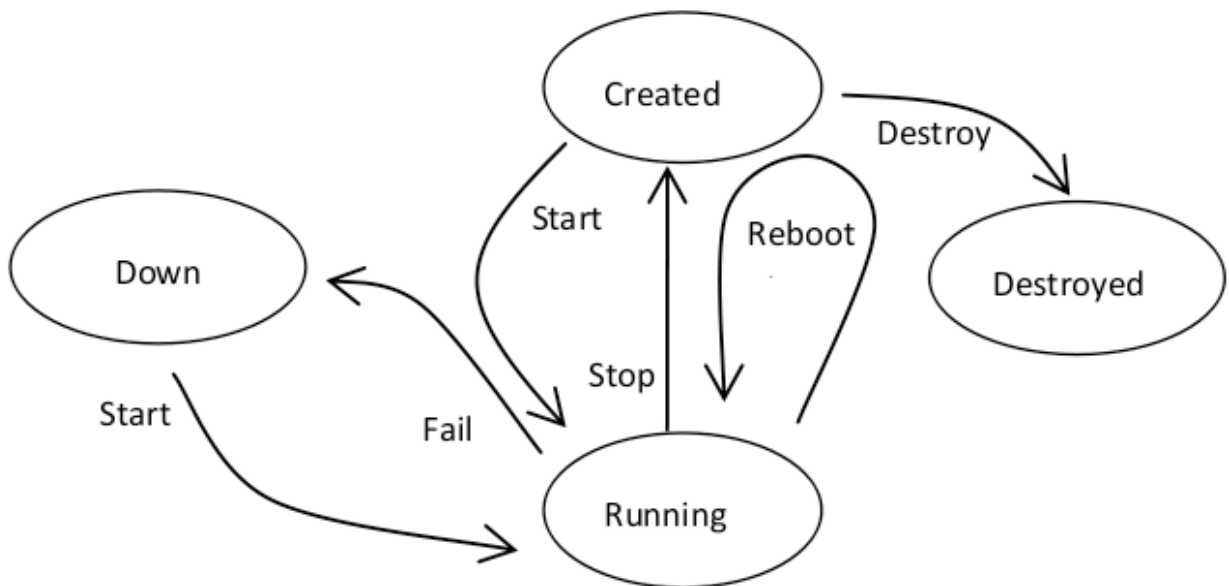 Created
Destroy
Start
Reboot
Down
Destroyed
Stop
Start
Fail
Running